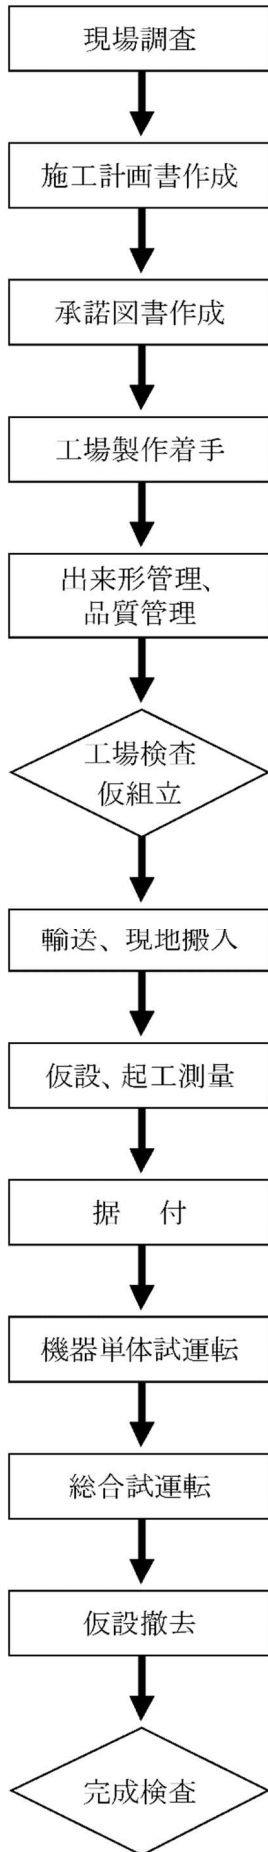 現場調査
施工計画書作成
承諾図書作成
工場製作着手
出来形管理、
品質管理
工場検査
仮組立
輸送、現地搬入
仮設、起工測量
据　付
機器単体試運転
総合試運転
仮設撤去
完成検査